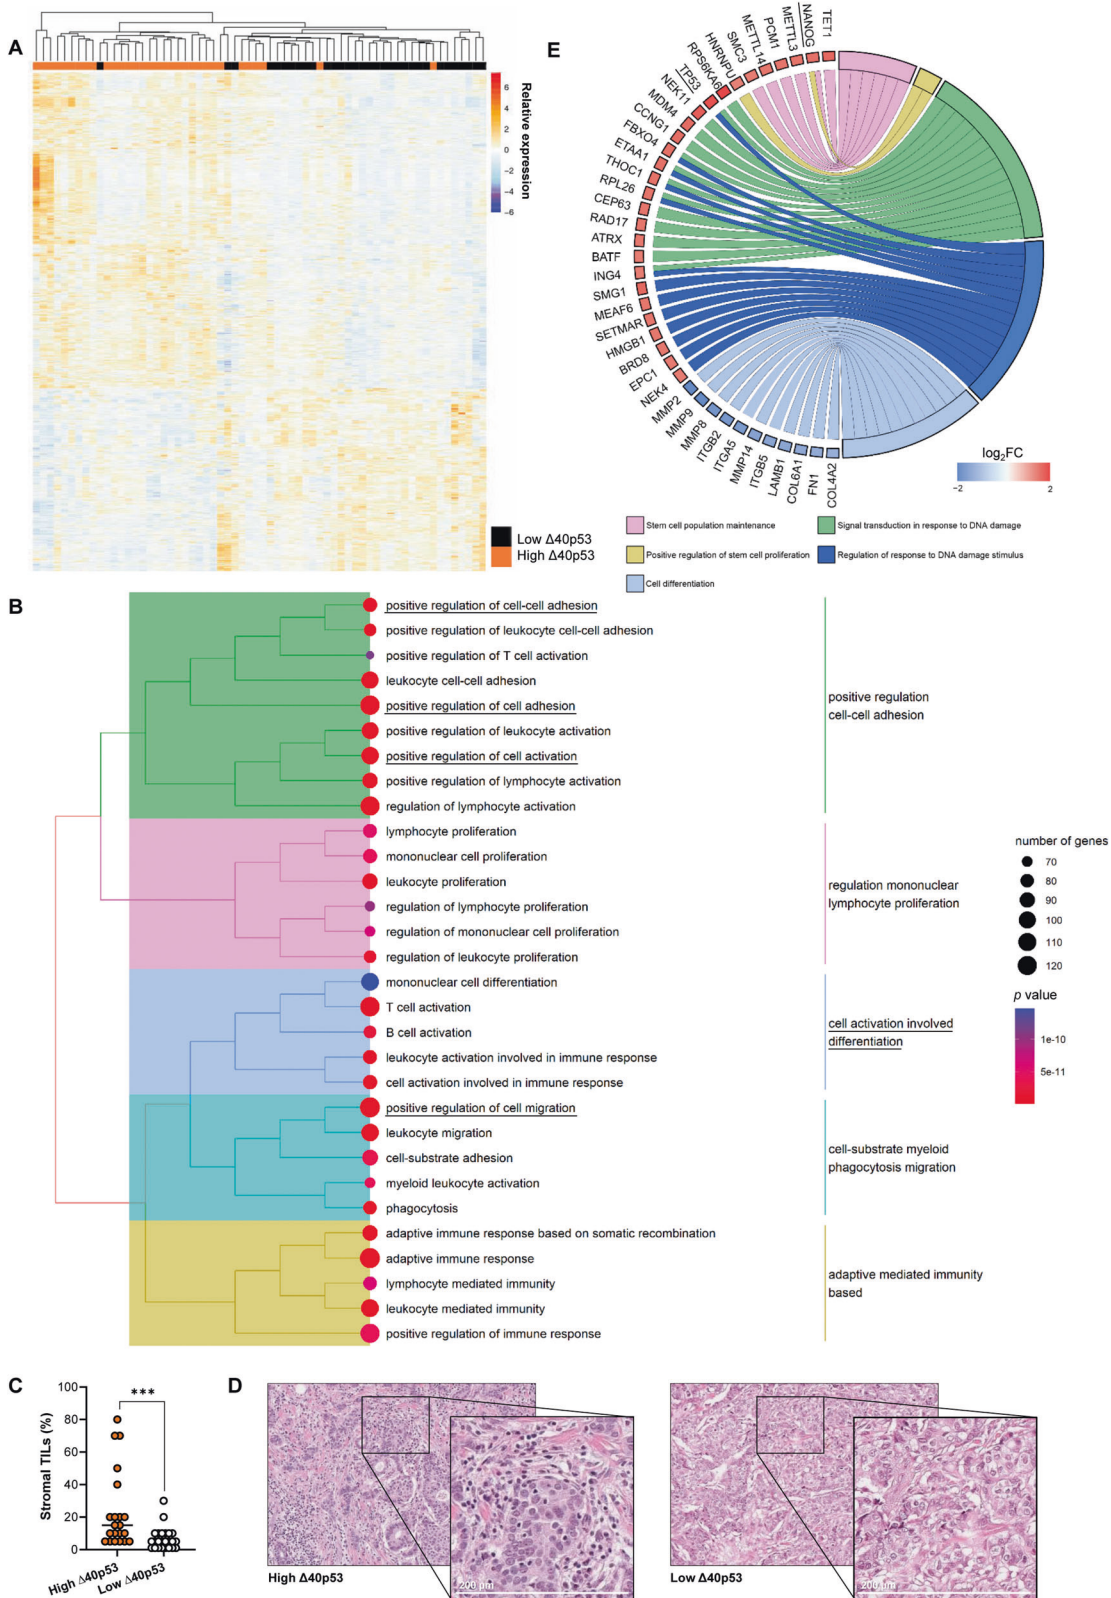 A
6
4
2
0
−2
−4
−6
Relative expression
Low Δ40p53
High Δ40p53
E
TET1
NANOG
METTL3
PCM1
METTL14
SMC3
HNRNPU
RPS6KA6
TP53
NEK11
MDM4
CCNG1
FBXO4
ETAA1
THOC1
RPL26
CEP63
RAD17
ATRX
BATF
ING4
SMG1
MEAF6
SETMAR
HMGB1
BRD8
EPC1
NEK4
MMP2
MMP9
MMP8
ITGB2
ITGA5
MMP14
ITGB5
LAMB1
COL6A1
FN1
COL4A2
log2FC
−2
2
Stem cell population maintenance
Signal transduction in response to DNA damage
Positive regulation of stem cell proliferation
Regulation of response to DNA damage stimulus
Cell differentiation
B
positive regulation of cell-cell adhesion
positive regulation of leukocyte cell-cell adhesion
positive regulation of T cell activation
leukocyte cell-cell adhesion
positive regulation of cell adhesion
positive regulation of leukocyte activation
positive regulation of cell activation
positive regulation of lymphocyte activation
regulation of lymphocyte activation
lymphocyte proliferation
mononuclear cell proliferation
leukocyte proliferation
regulation of lymphocyte proliferation
regulation of mononuclear cell proliferation
regulation of leukocyte proliferation
mononuclear cell differentiation
T cell activation
B cell activation
leukocyte activation involved in immune response
cell activation involved in immune response
positive regulation of cell migration
leukocyte migration
cell-substrate adhesion
myeloid leukocyte activation
phagocytosis
adaptive immune response based on somatic recombination
adaptive immune response
lymphocyte mediated immunity
leukocyte mediated immunity
positive regulation of immune response
positive regulation
cell-cell adhesion
regulation mononuclear
lymphocyte proliferation
cell activation involved
differentiation
cell-substrate myeloid
phagocytosis migration
adaptive mediated immunity
based
number of genes
70
80
90
100
110
120
p value
1e-10
5e-11
C
Stromal TILs (%)
100
80
60
40
20
0
***
High Δ40p53
Low Δ40p53
D
200 μm
High Δ40p53
200 μm
Low Δ40p53